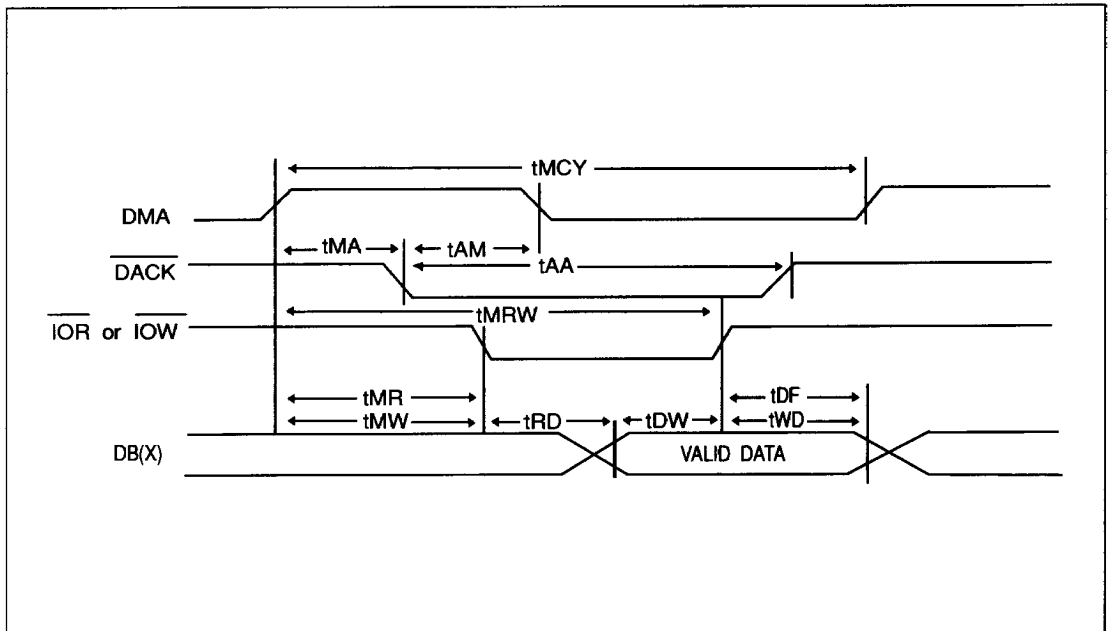 tMCY
DMA
tMA tAM tAA
DACK
tMRW
IOR or IOW
tMR tDF
tMW tRD tDW tWD
DB(X) VALID DATA